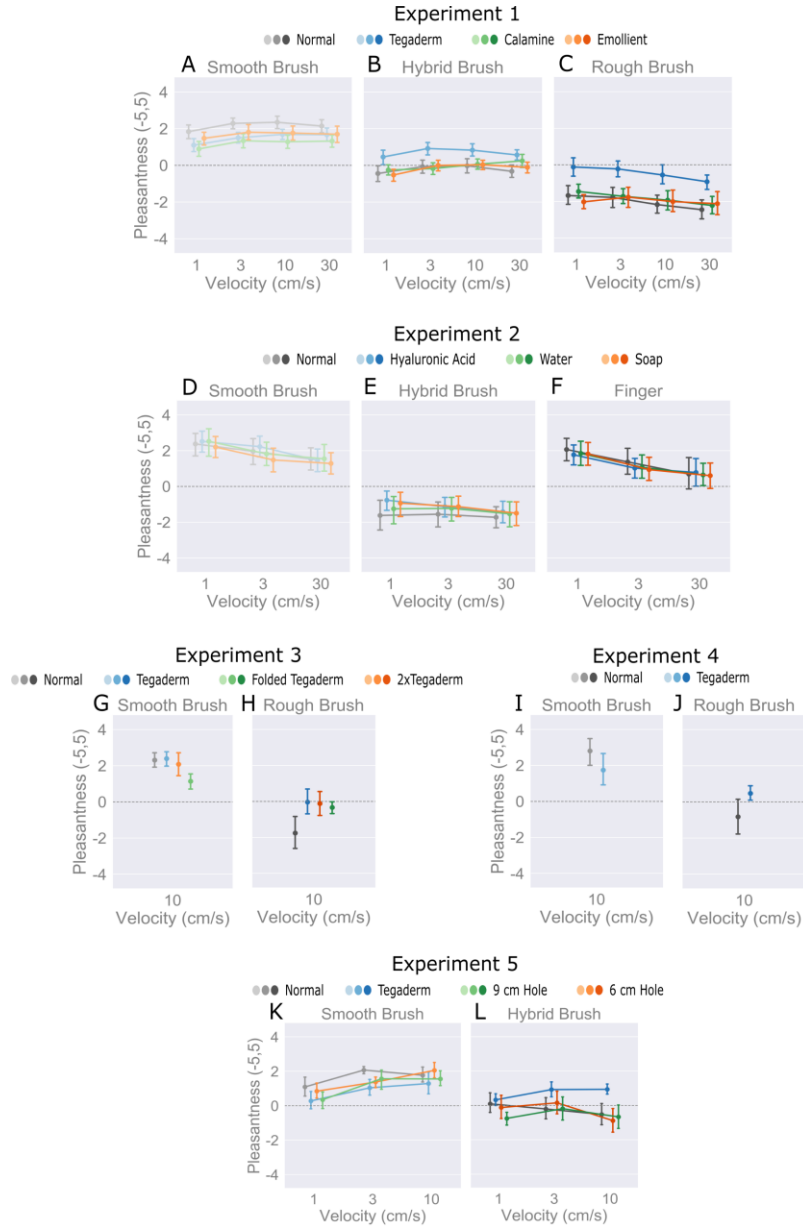 Experiment 1
Normal Tegaderm Calamine Emollient
A B C
Smooth Brush Hybrid Brush Rough Brush
Pleasantness (-5,5)
4
2
0
-2
-4
1 3 10 30 1 3 10 30 1 3 10 30
Velocity (cm/s) Velocity (cm/s) Velocity (cm/s)
Experiment 2
Normal Hyaluronic Acid Water Soap
D E F
Smooth Brush Hybrid Brush Finger
Pleasantness (-5,5)
4
2
0
-2
-4
1 3 30 1 3 30 1 3 30
Velocity (cm/s) Velocity (cm/s) Velocity (cm/s)
Experiment 3 Experiment 4
Normal Tegaderm Folded Tegaderm 2xTegaderm Normal Tegaderm
G H I J
Smooth Brush Rough Brush Smooth Brush Rough Brush
Pleasantness (-5,5) Pleasantness (-5,5)
4 4
2 2
0 0
-2 -2
-4 -4
10 10 10 10
Velocity (cm/s) Velocity (cm/s) Velocity (cm/s) Velocity (cm/s)
Experiment 5
Normal Tegaderm 9 cm Hole 6 cm Hole
K L
Smooth Brush Hybrid Brush
Pleasantness (-5,5)
4
2
0
-2
-4
1 3 10 1 3 10
Velocity (cm/s) Velocity (cm/s)